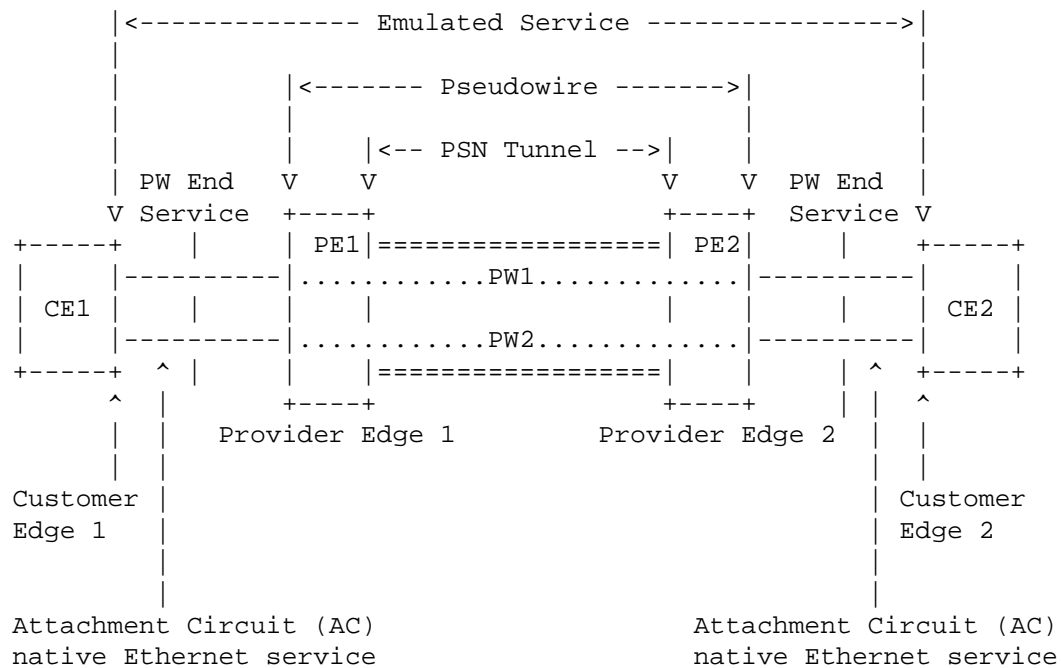 |<-------------- Emulated Service ---------------->|
|<------- Pseudowire ------->|
|<-- PSN Tunnel -->|
PW End V V V V PW End
V Service +----+ +----+ Service V
+-----+ | | PE1|==================| PE2| | +-----+
| |----------|............PW1.............|----------| |
| CE1 | | | | | | | | CE2 |
| |----------|............PW2.............|----------| |
+-----+ ^ | | |==================| | | ^ +-----+
^ | +----+ +----+ | | ^
| | Provider Edge 1 Provider Edge 2 | |
Customer | | Customer
Edge 1 | | Edge 2
Attachment Circuit (AC) Attachment Circuit (AC)
native Ethernet service native Ethernet service